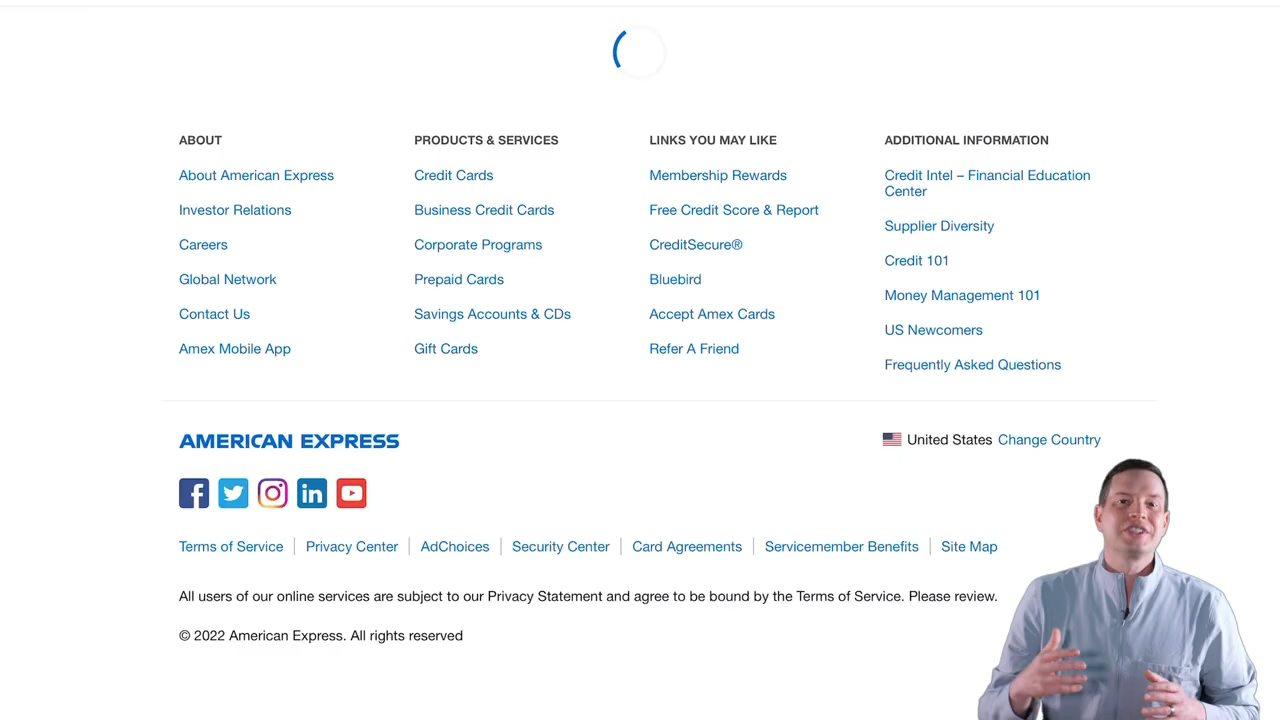 ABOUT
About American Express
Investor Relations
Careers
Global Network
Contact Us
Amex Mobile App
PRODUCTS & SERVICES
Credit Cards
Business Credit Cards
Corporate Programs
Prepaid Cards
Savings Accounts & CDs
Gift Cards
LINKS YOU MAY LIKE
Membership Rewards
Free Credit Score & Report
CreditSecure®
Bluebird
Accept Amex Cards
Refer A Friend
ADDITIONAL INFORMATION
Credit Intel – Financial Education
Center
Supplier Diversity
Credit 101
Money Management 101
US Newcomers
Frequently Asked Questions
AMERICAN EXPRESS
United States Change Country
Terms of Service | Privacy Center | AdChoices | Security Center | Card Agreements | Servicemember Benefits | Site Map
All users of our online services are subject to our Privacy Statement and agree to be bound by the Terms of Service. Please review.
© 2022 American Express. All rights reserved